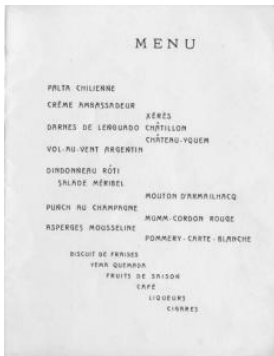 MENU
PALTA CHILIENNE
CRÊME AMBASSADEUR
XÉRÈS
DARNES DE LENGUADO
CHÂTILLON
CHÂTEAU-YQUEM
VOL-AU-VENT ARGENTIN
DINDONNEAU RÔTI
SALADE MÉRIBEL
MOUTON D'ARMAILHACQ
PUNCH AU CHAMPAGNE
MUMM-CORDON ROUGE
ASPERGES MOUSSELINE
POMMERY-CARTE-BLANCHE
BISCUIT DE FRAISES
YEMA QUEMADA
FRUITS DE SAISON
CAFÉ
LIQUEURS
CIGARES